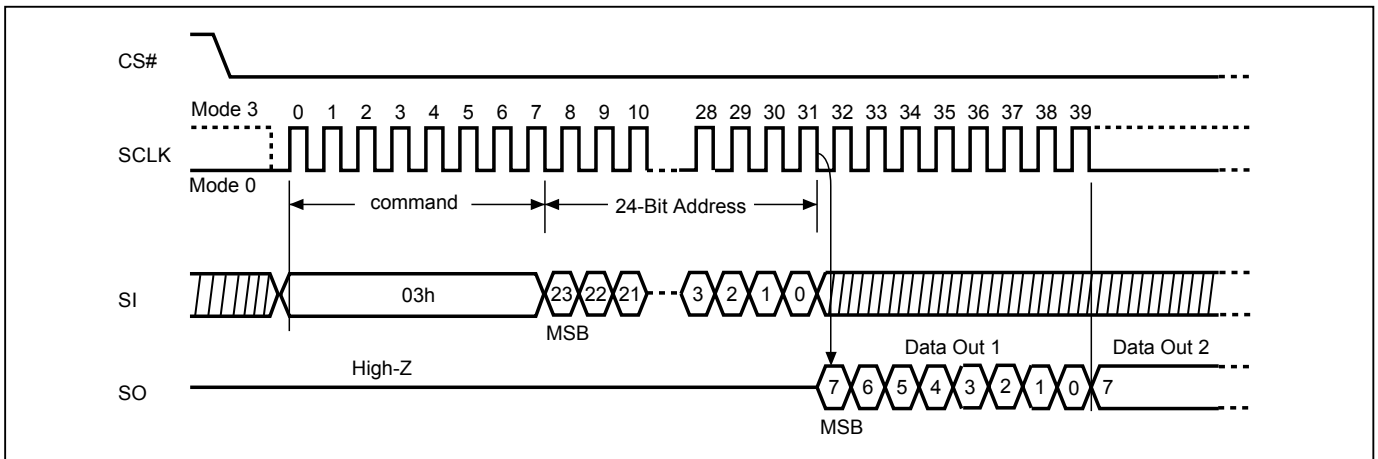 CS#
Mode 3
0 1 2 3 4 5 6 7 8 9 10 28 29 30 31 32 33 34 35 36 37 38 39
SCLK
Mode 0
command
24-Bit Address
SI
03h
23 22 21 3 2 1 0
MSB
Data Out 1
Data Out 2
High-Z
SO
7 6 5 4 3 2 1 0 7
MSB